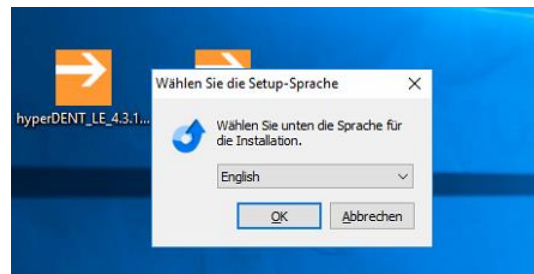 Wählen Sie die Setup-Sprache
hyperDENT_LE_4.3.1...
Wählen Sie unten die Sprache für
die Installation.
English
OK
Abbrechen